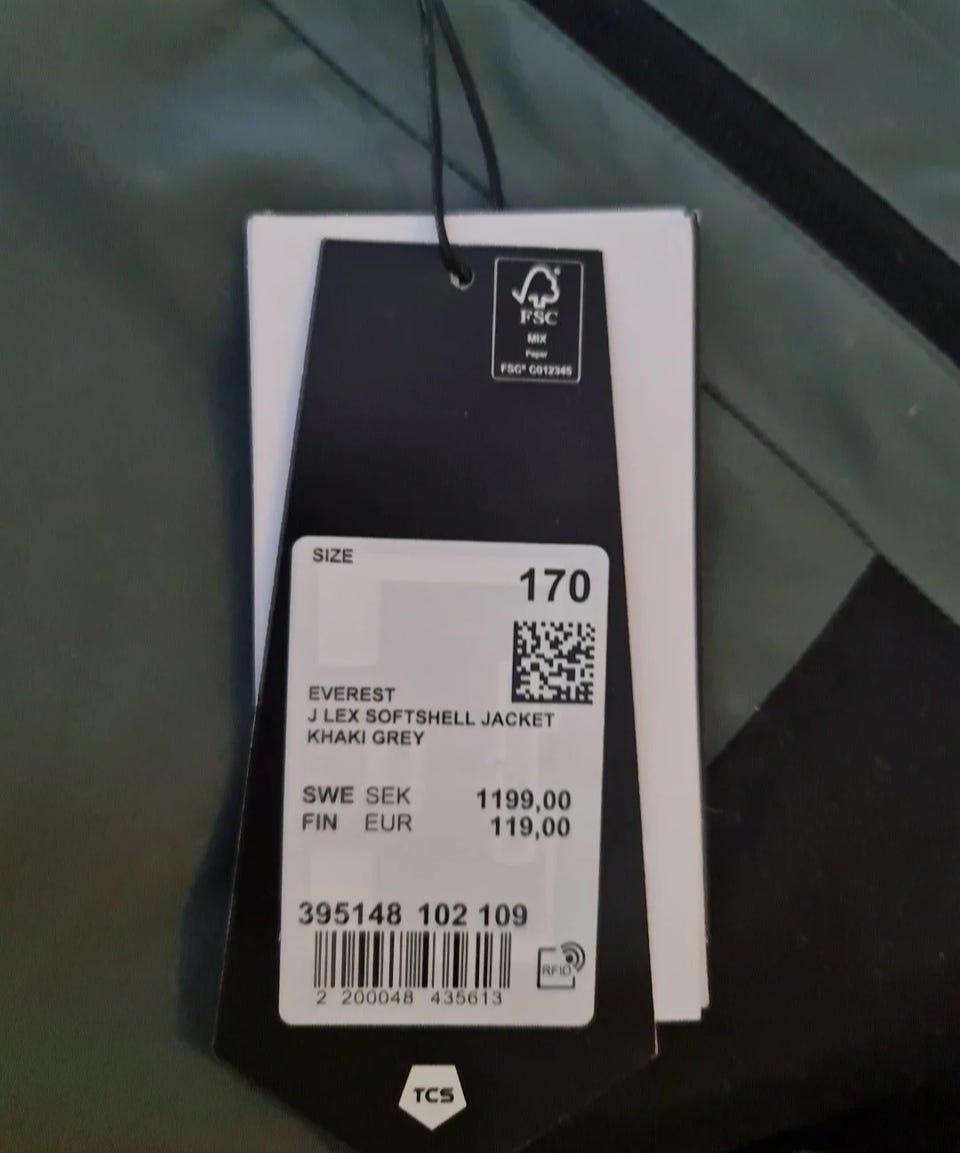 FSC®
MIX
Paper
FSC® C012345
SIZE
170
EVEREST
J LEX SOFTSHELL JACKET
KHAKI GREY
SWE SEK 1199,00
FIN EUR 119,00
395148 102 109
RFID
2 200048 435613
TCS